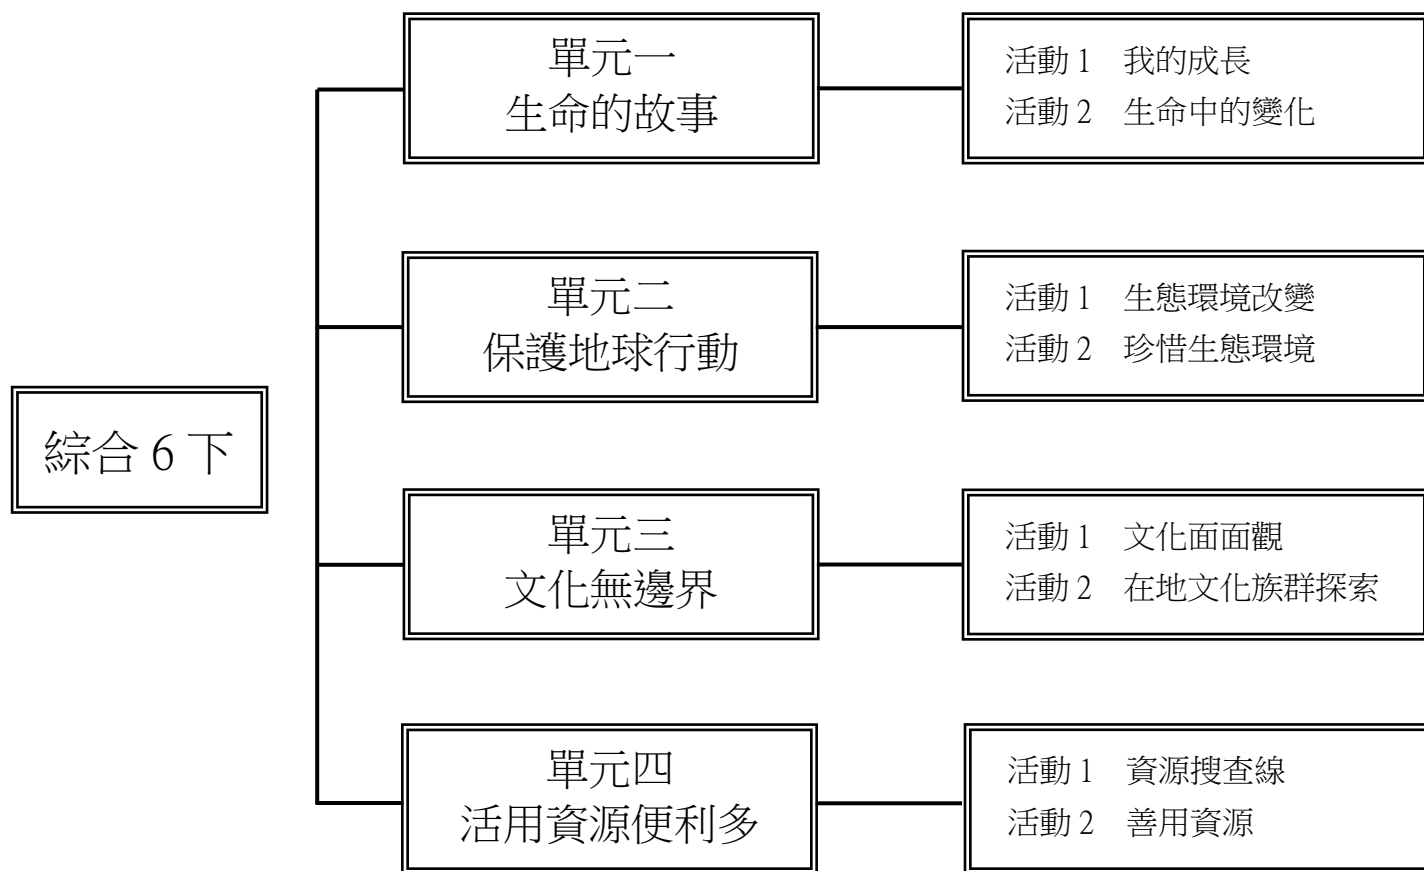 綜合 6 下
單元一
生命的故事
活動 1　我的成長
活動 2　生命中的變化
單元二
保護地球行動
活動 1　生態環境改變
活動 2　珍惜生態環境
單元三
文化無邊界
活動 1　文化面面觀
活動 2　在地文化族群探索
單元四
活用資源便利多
活動 1　資源搜查線
活動 2　善用資源